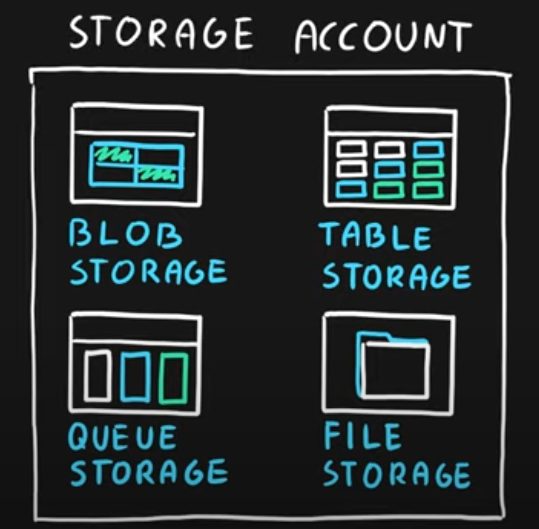 STORAGE ACCOUNT
BLOB
STORAGE
TABLE
STORAGE
QUEUE
STORAGE
FILE
STORAGE